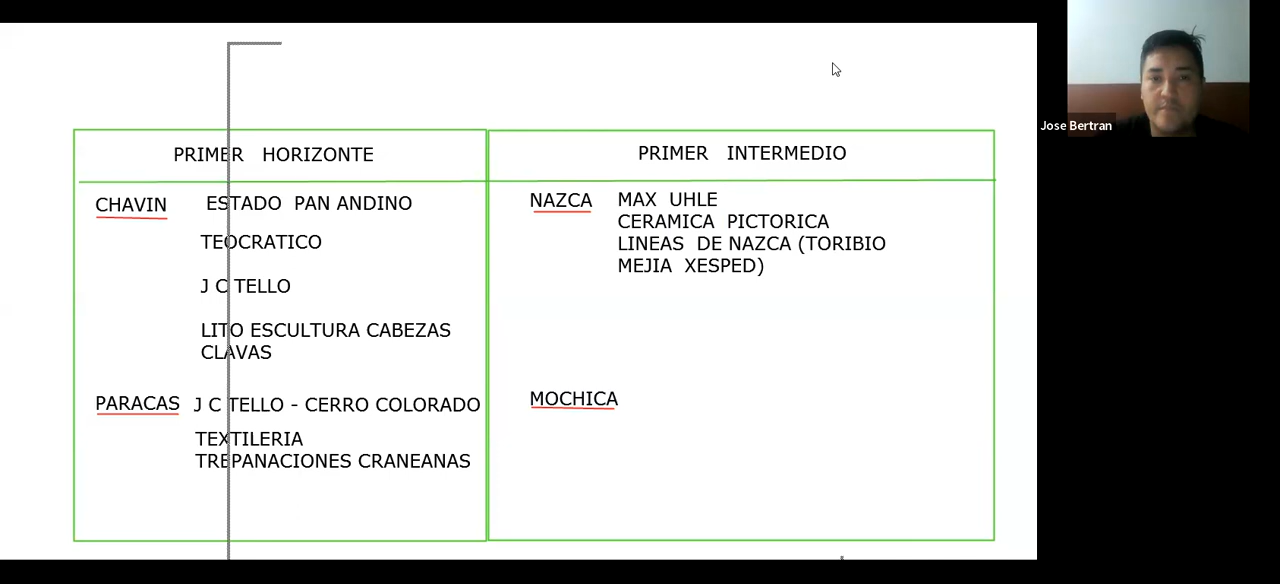 PRIMER HORIZONTE
PRIMER INTERMEDIO
CHAVIN ESTADO PAN ANDINO
TEOCRATICO
J C TELLO
LITO ESCULTURA CABEZAS
CLAVAS
PARACAS J C TELLO - CERRO COLORADO
TEXTILERIA
TREPANACIONES CRANEANAS
NAZCA MAX UHLE
CERAMICA PICTORICA
LINEAS DE NAZCA (TORIBIO
MEJIA XESPED)
MOCHICA
Jose Bertran